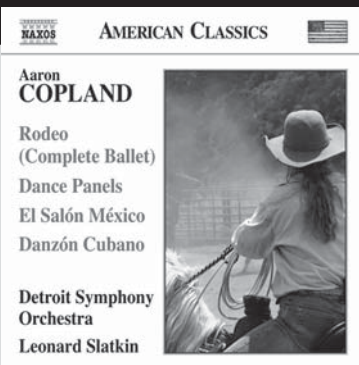 NAXOS
AMERICAN CLASSICS
Aaron
COPLAND
Rodeo
(Complete Ballet)
Dance Panels
El Salón México
Danzón Cubano
Detroit Symphony
Orchestra
Leonard Slatkin